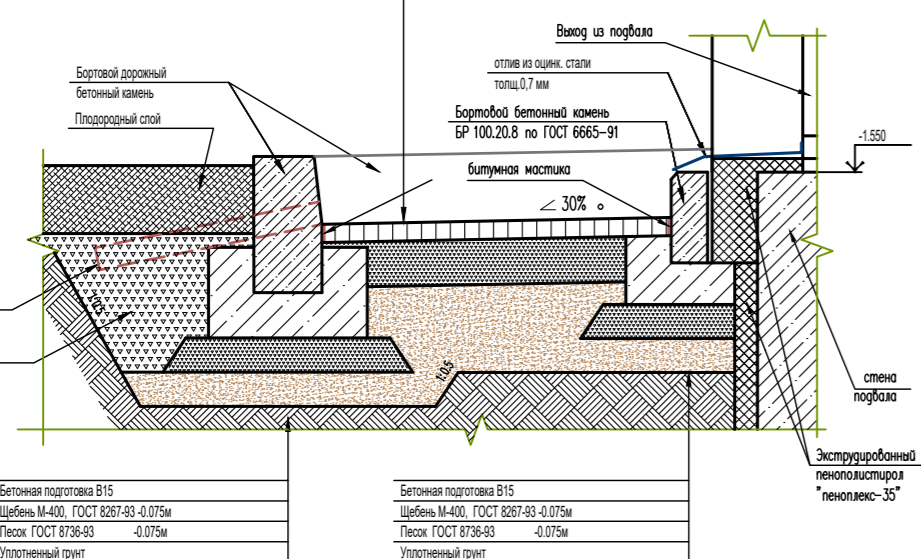 Выход из подвала
отлив из оцинк. стали
толщ.0,7 мм
Бортовой дорожный
бетонный камень
Плодородный слой
Бортовой бетонный камень
БР 100.20.8 по ГОСТ 6665-91
-1.550
битумная мастика
∠ 30% о
1:0,5
1:0,5
стена
подвала
Экструдированный
пенополистирол
"пеноплекс-35"
Бетонная подготовка В15
Щебень М-400, ГОСТ 8267-93 -0.075м
Песок ГОСТ 8736-93 -0.075м
Уплотненный грунт
Бетонная подготовка В15
Щебень М-400, ГОСТ 8267-93 -0.075м
Песок ГОСТ 8736-93 -0.075м
Уплотненный грунт